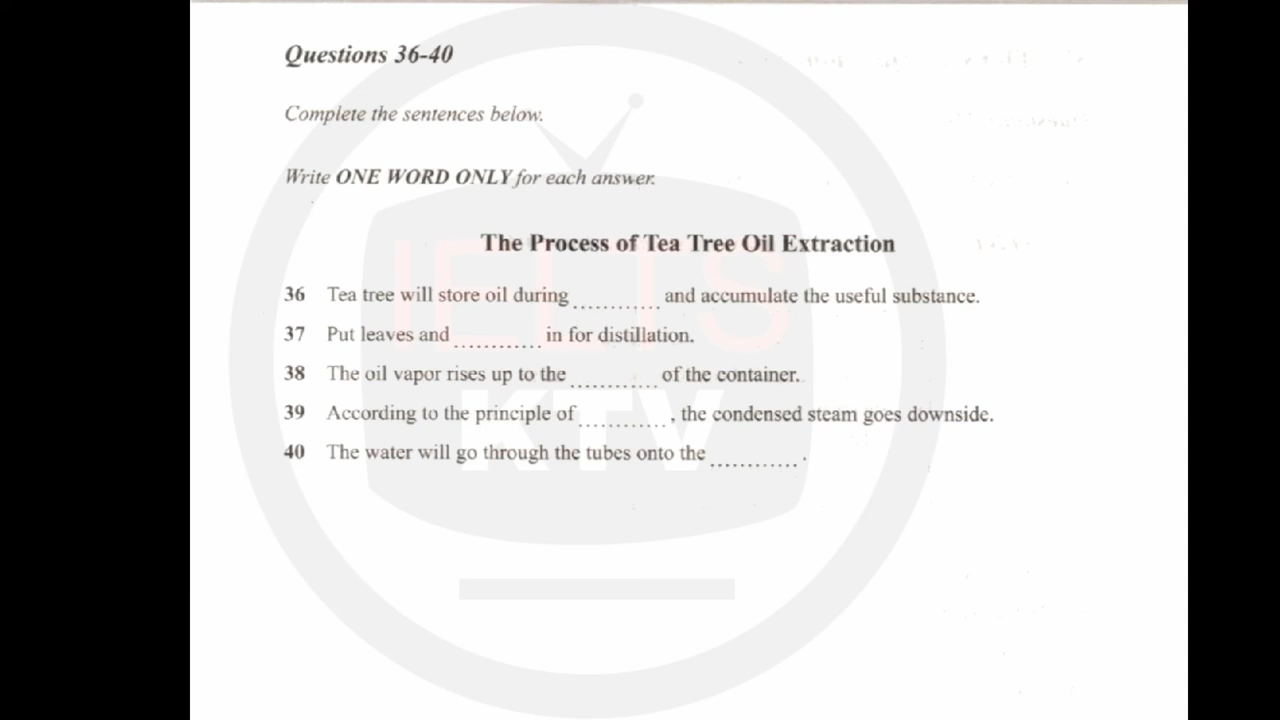 Questions 36-40
Complete the sentences below.
Write ONE WORD ONLY for each answer.
The Process of Tea Tree Oil Extraction
36 Tea tree will store oil during ............ and accumulate the useful substance.
37 Put leaves and ............ in for distillation.
38 The oil vapor rises up to the ............ of the container.
39 According to the principle of ............, the condensed steam goes downside.
40 The water will go through the tubes onto the ............ .
IELTS
KTV